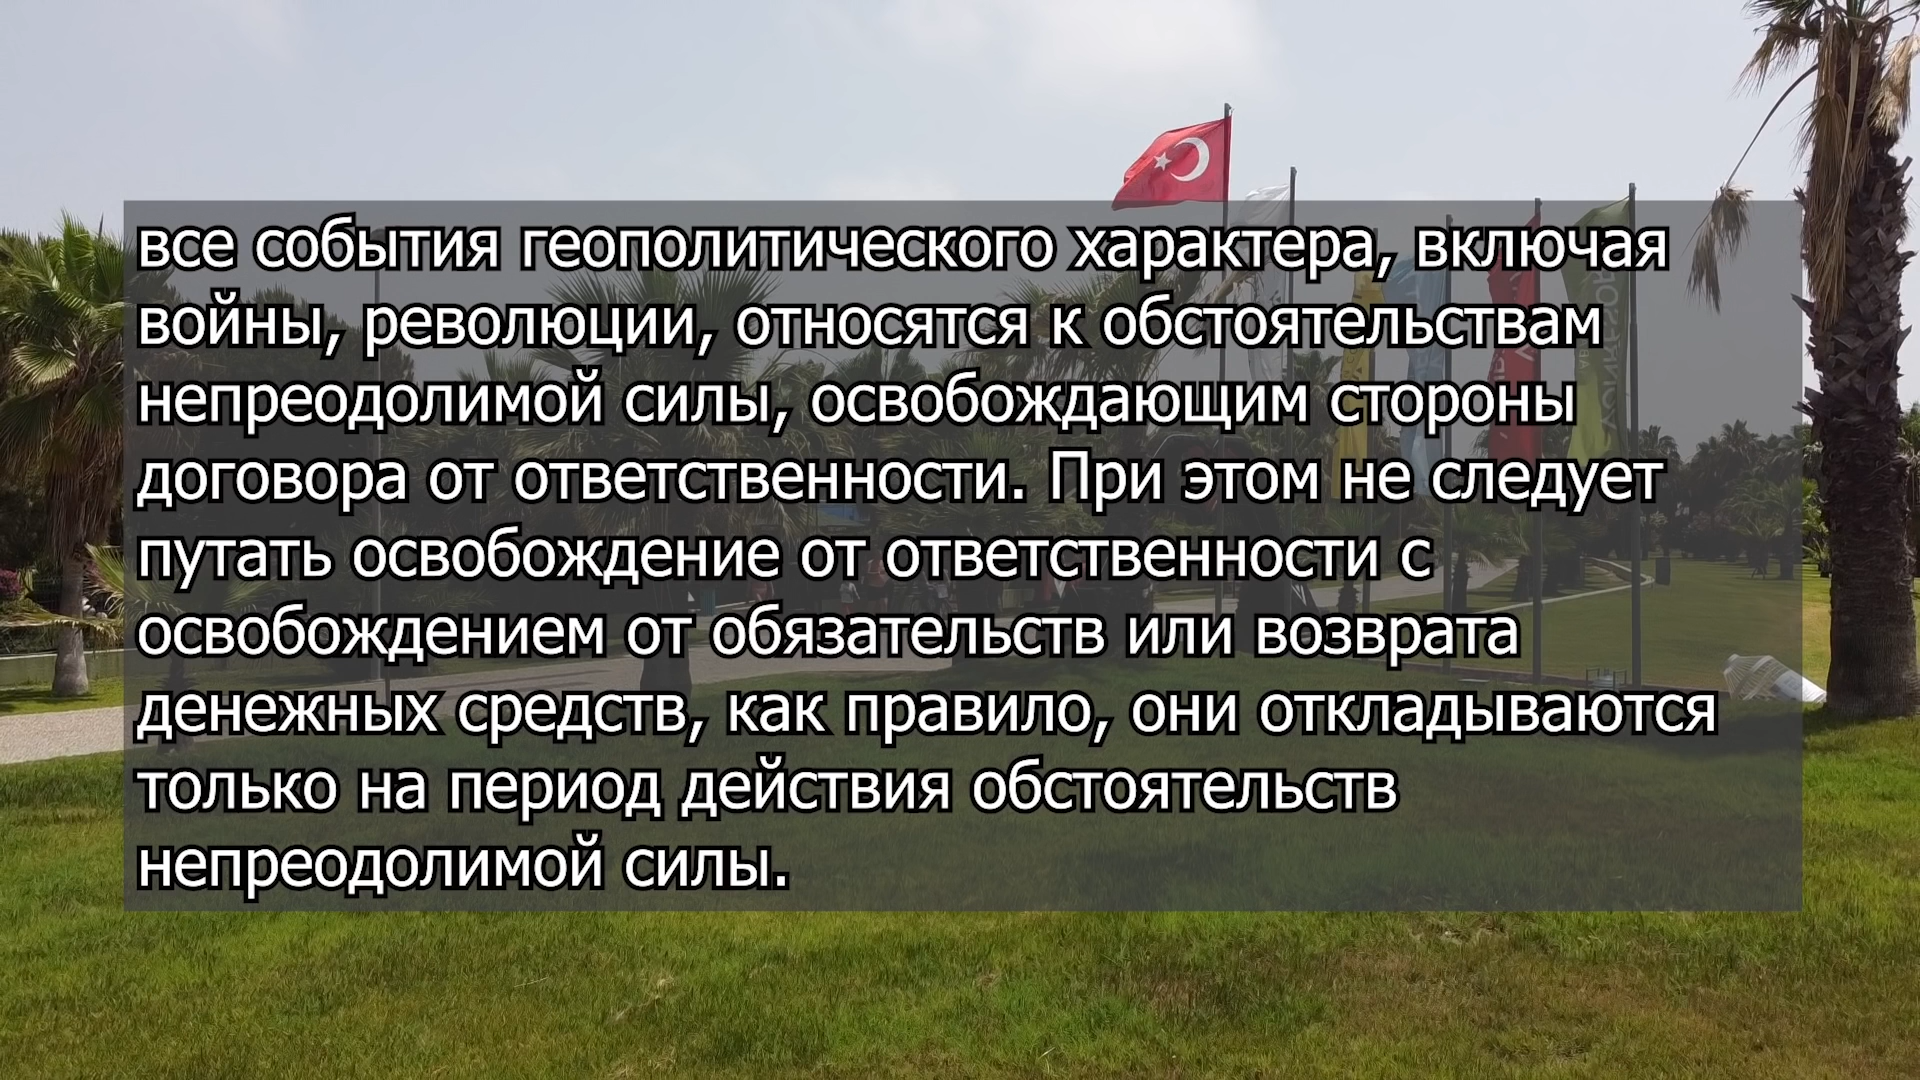 все события геополитического характера, включая
войны, революции, относятся к обстоятельствам
непреодолимой силы, освобождающим стороны
договора от ответственности. При этом не следует
путать освобождение от ответственности с
освобождением от обязательств или возврата
денежных средств, как правило, они откладываются
только на период действия обстоятельств
непреодолимой силы.